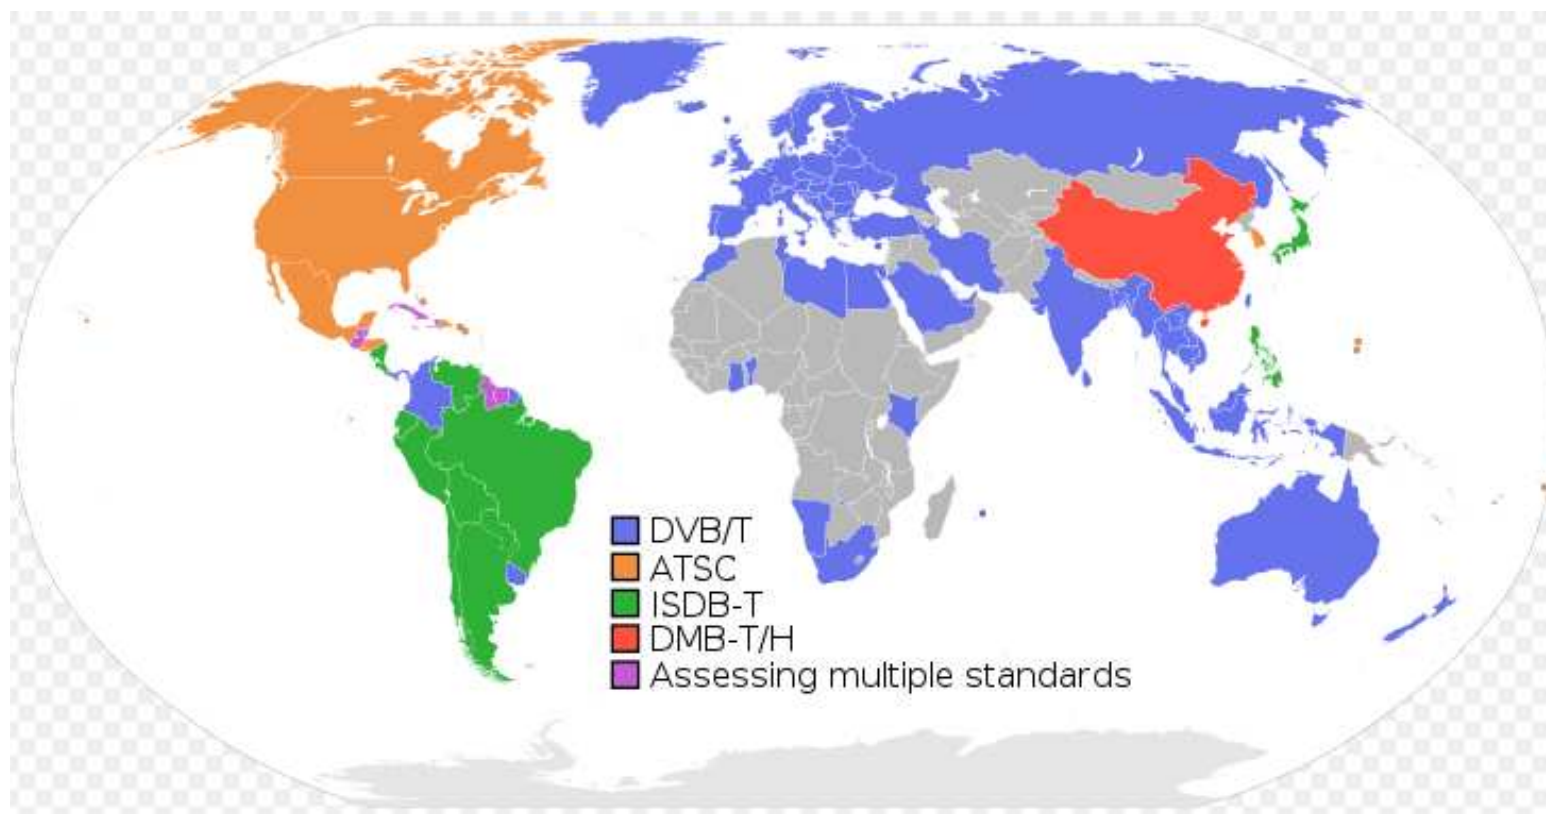 DVB/T
ATSC
ISDB-T
DMB-T/H
Assessing multiple standards